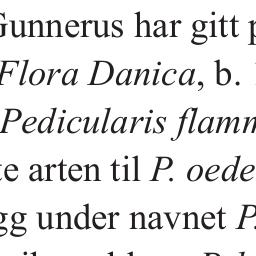 Gunnerus har gitt
Flora Danica, b.
Pedicularis flamm
te arten til P. oede
gg under navnet P.